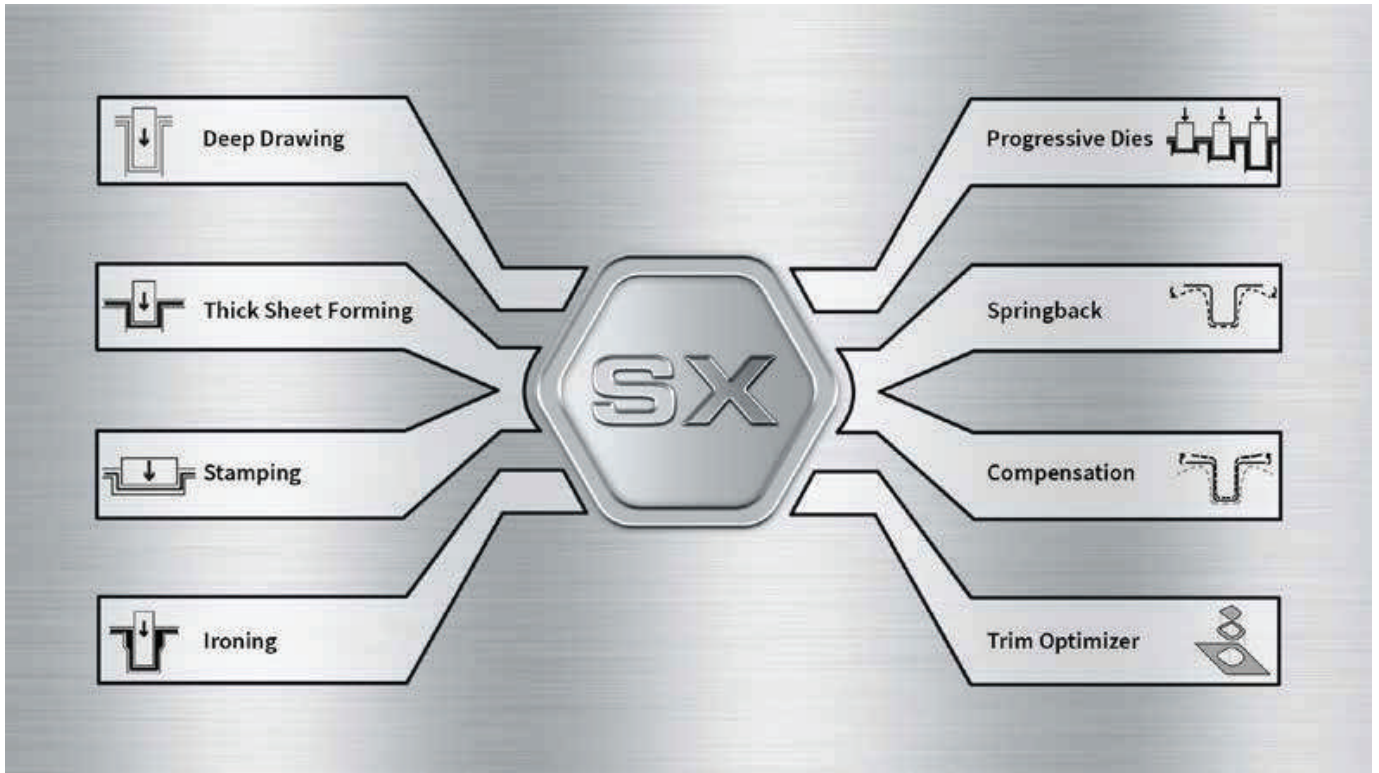 Deep Drawing
Thick Sheet Forming
Stamping
Ironing
SX
Progressive Dies
Springback
Compensation
Trim Optimizer